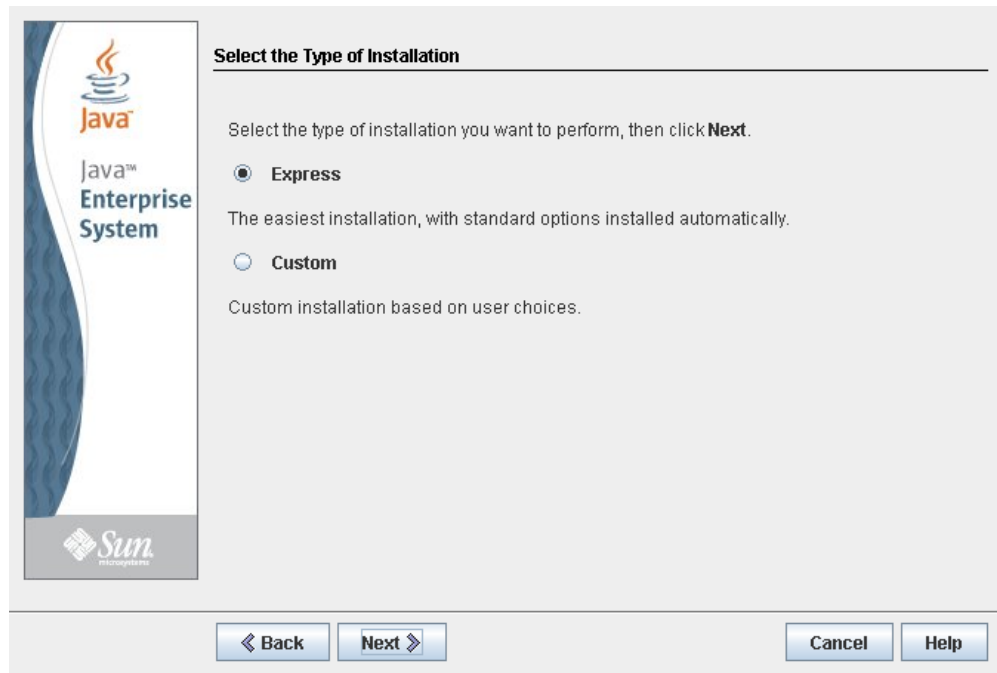 Select the Type of Installation
Select the type of installation you want to perform, then click Next.
Express
The easiest installation, with standard options installed automatically.
Custom
Custom installation based on user choices.
Java™
Java™
Enterprise
System
Sun.
microsystems
Back
Next
Cancel
Help